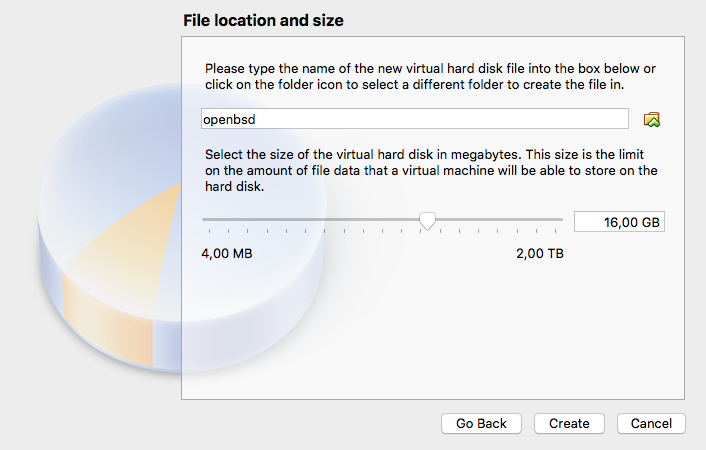 File location and size
Please type the name of the new virtual hard disk file into the box below or
click on the folder icon to select a different folder to create the file in.
openbsd
Select the size of the virtual hard disk in megabytes. This size is the limit
on the amount of file data that a virtual machine will be able to store on the
hard disk.
16,00 GB
4,00 MB
2,00 TB
Go Back
Create
Cancel